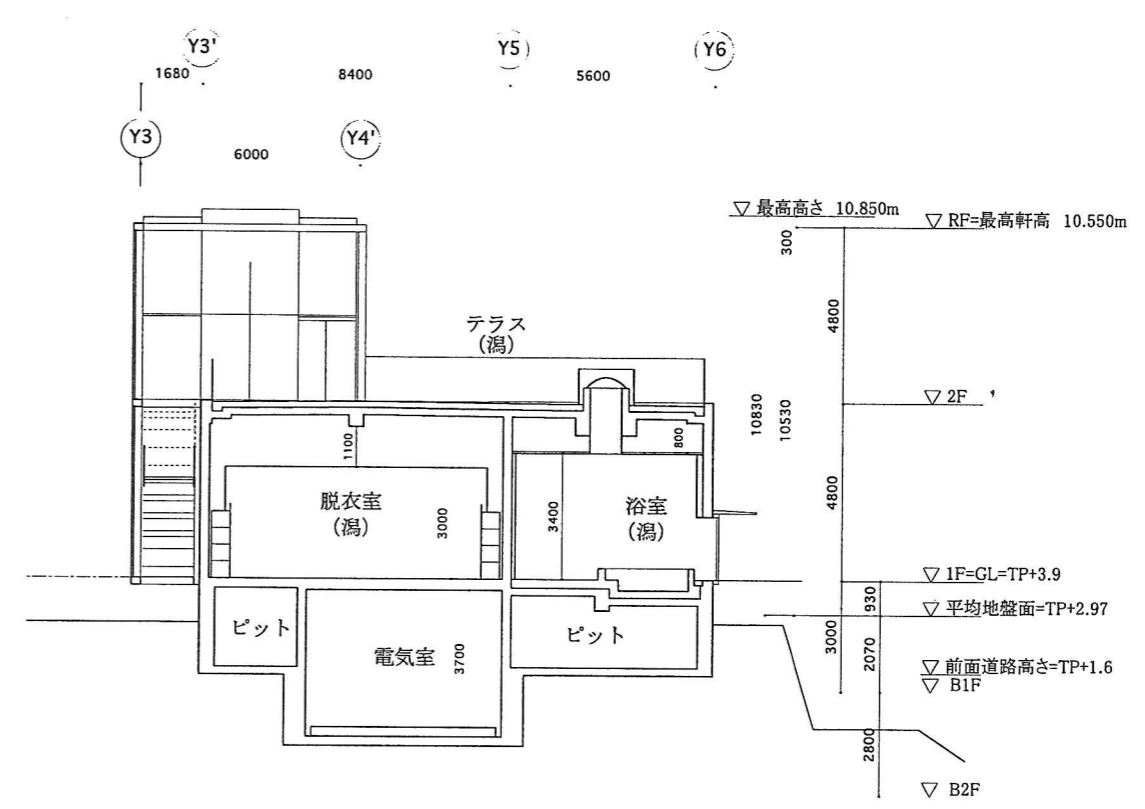 Y3'
Y5
Y6
1680
8400
5600
Y3
Y4'
6000
▽ 最高高さ 10.850m
▽ RF=最高軒高 10.550m
300
4800
テラス
(潟)
▽ 2F
10830
10530
1100
800
脱衣室
(潟)
3000
3400
浴室
(潟)
4800
▽ 1F=GL=TP+3.9
930
▽ 平均地盤面=TP+2.97
ピット
電気室
3700
ピット
3000
2070
▽ 前面道路高さ=TP+1.6
▽ B1F
2800
▽ B2F